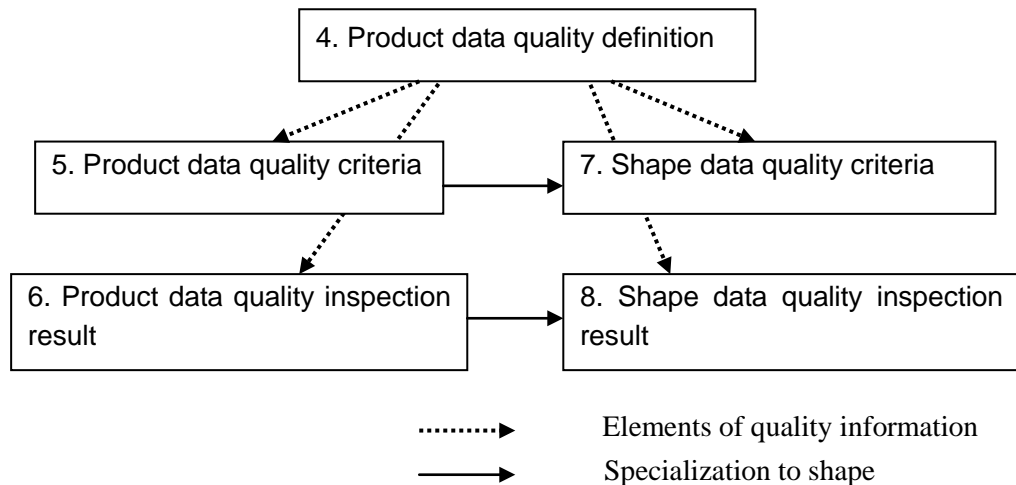 4. Product data quality definition
5. Product data quality criteria
7. Shape data quality criteria
6. Product data quality inspection
result
8. Shape data quality inspection
result
Elements of quality information
Specialization to shape